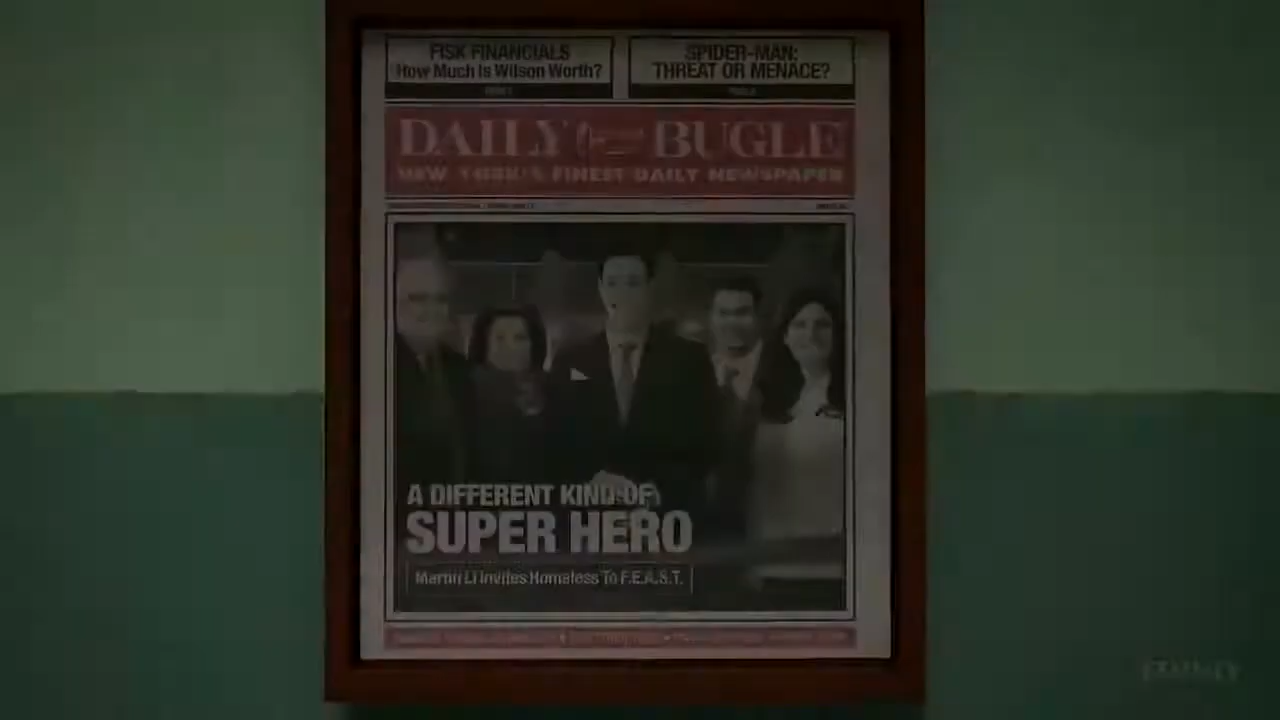 FISK FINANCIALS
How Much Is Wilson Worth?
SPIDER-MAN:
THREAT OR MENACE?
DAILY BUGLE
NEW YORK'S FINEST DAILY NEWSPAPER
A DIFFERENT KIND OF
SUPER HERO
Martin Li Invites Homeless To F.E.A.S.T.